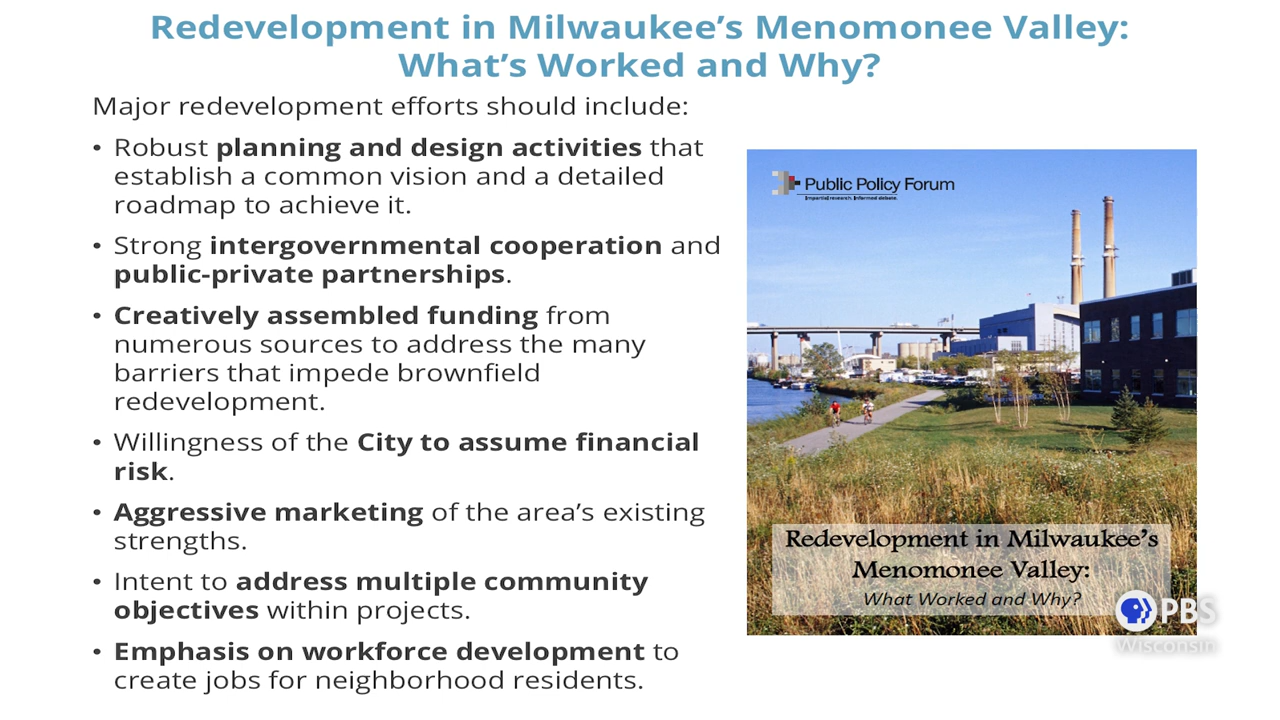 Redevelopment in Milwaukee’s Menomonee Valley:
What’s Worked and Why?
Major redevelopment efforts should include:
• Robust planning and design activities that
establish a common vision and a detailed
roadmap to achieve it.
• Strong intergovernmental cooperation and
public-private partnerships.
• Creatively assembled funding from
numerous sources to address the many
barriers that impede brownfield
redevelopment.
• Willingness of the City to assume financial
risk.
• Aggressive marketing of the area’s existing
strengths.
• Intent to address multiple community
objectives within projects.
• Emphasis on workforce development to
create jobs for neighborhood residents.
Public Policy Forum
Impartial research. Informed debate.
Redevelopment in Milwaukee’s
Menomonee Valley:
What Worked and Why?
PBS
Wisconsin